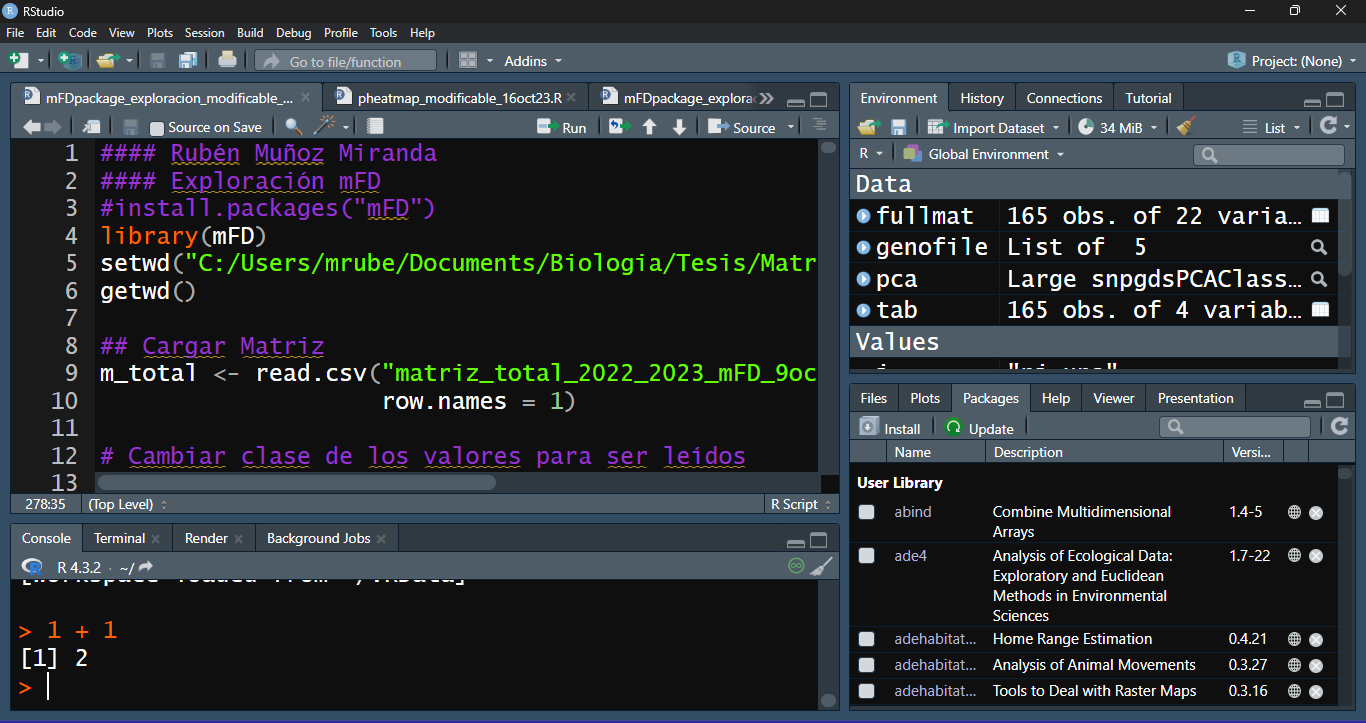 RStudio
File Edit Code View Plots Session Build Debug Profile Tools Help
Go to file/function Addins Project: (None)
mFDpackage_exploracion_modificable_... pheatmap_modificable_16oct23.R mFDpackage_explora
Source on Save Run Source
1 #### Rubén Muñoz Miranda
2 #### Exploración mFD
3 #install.packages("mFD")
4 library(mFD)
5 setwd("C:/Users/mrube/Documents/Biologia/Tesis/Matr
6 getwd()
7
8 ## Cargar Matriz
9 m_total <- read.csv("matriz_total_2022_2023_mFD_9oc
10 row.names = 1)
11
12 # Cambiar clase de los valores para ser leídos
13
278:35 (Top Level) R Script
Console Terminal Render Background Jobs
R 4.3.2 · ~/
> 1 + 1
[1] 2
>
Environment History Connections Tutorial
Import Dataset 34 MiB List
R Global Environment
Data
fullmat 165 obs. of 22 varia...
genofile List of 5
pca Large snpgdsPCAClass...
tab 165 obs. of 4 variab...
Values
Files Plots Packages Help Viewer Presentation
Install Update
Name Description Versi...
User Library
abind Combine Multidimensional Arrays 1.4-5
ade4 Analysis of Ecological Data: Exploratory and Euclidean Methods in Environmental Sciences 1.7-22
adehabitat... Home Range Estimation 0.4.21
adehabitat... Analysis of Animal Movements 0.3.27
adehabitat... Tools to Deal with Raster Maps 0.3.16